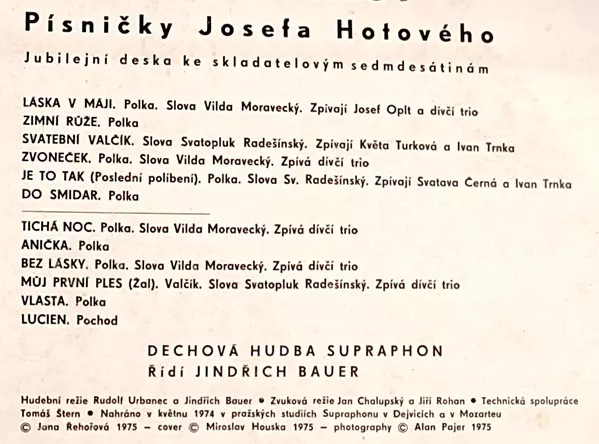 Písničky Josefa Hotového
Jubilejní deska ke skladatelovým sedmdesátinám
LÁSKA V MÁJI. Polka. Slova Vilda Moravecký. Zpívají Josef Oplt a dívčí trio
ZIMNÍ RŮŽE. Polka
SVATEBNÍ VALČÍK. Slova Svatopluk Radešínský. Zpívají Květa Turková a Ivan Trnka
ZVONEČEK. Polka. Slova Vilda Moravecký. Zpívá dívčí trio
JE TO TAK (Poslední políbení). Polka. Slova Sv. Radešínský. Zpívají Svatava Černá a Ivan Trnka
DO SMIDAR. Polka
TICHÁ NOC. Polka. Slova Vilda Moravecký. Zpívá dívčí trio
ANIČKA. Polka
BEZ LÁSKY. Polka. Slova Vilda Moravecký. Zpívá dívčí trio
MŮJ PRVNÍ PLES (Žal). Valčík. Slova Svatopluk Radešínský. Zpívá dívčí trio
VLASTA. Polka
LUCIEN. Pochod
DECHOVÁ HUDBA SUPRAPHON
Řídí JINDŘICH BAUER
Hudební režie Rudolf Urbanec a Jindřich Bauer • Zvuková režie Jan Chalupský a Jiří Rohan • Technická spolupráce
Tomáš Štern • Nahráno v květnu 1974 v pražských studiích Supraphonu v Dejvicích a v Mozarteu
© Jana Řehořová 1975 – cover © Miroslav Houska 1975 – photography © Alan Pajer 1975